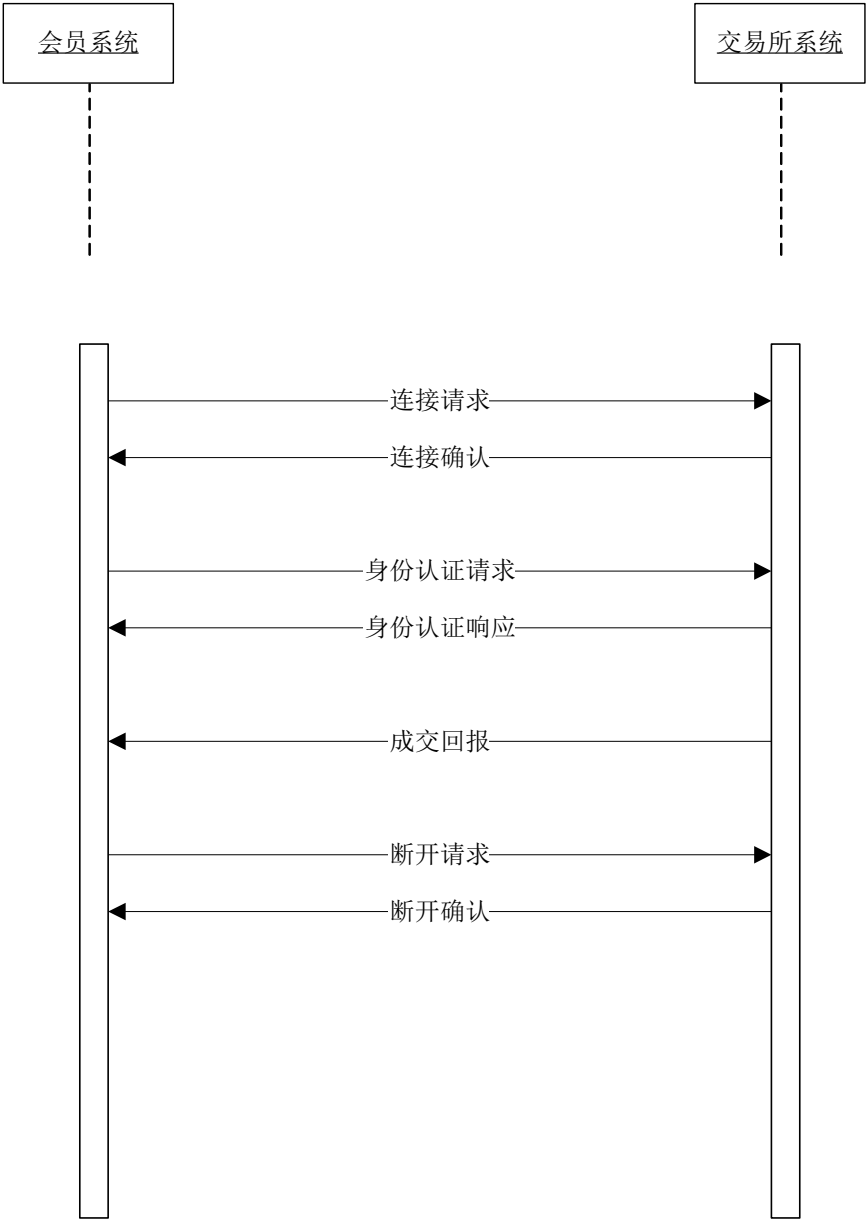 会员系统
交易所系统
连接请求
连接确认
身份认证请求
身份认证响应
成交回报
断开请求
断开确认